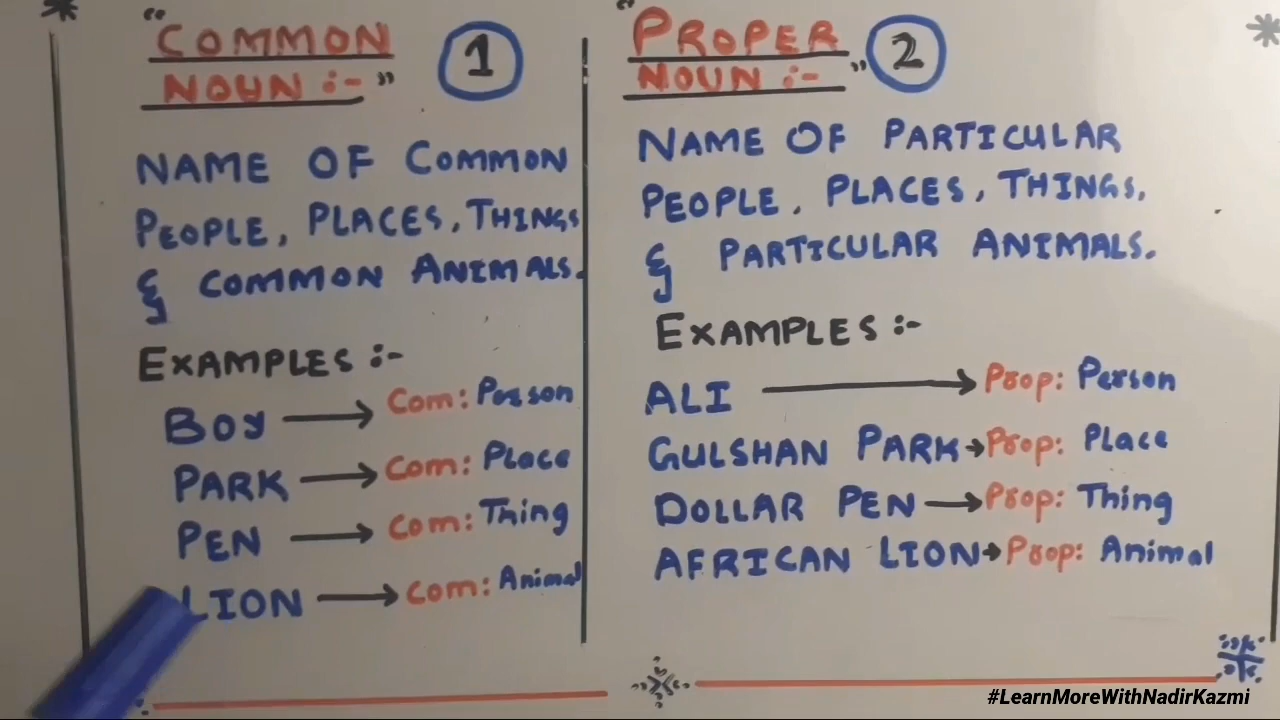 “COMMON
NOUN :- ”
1
NAME OF COMMON
PEOPLE, PLACES, THINGS
& COMMON ANIMALS.
EXAMPLES :-
BOY → Com: Person
PARK → Com: Place
PEN → Com: Thing
LION → Com: Animal
“PROPER
NOUN :- ”
2
NAME OF PARTICULAR
PEOPLE, PLACES, THINGS,
& PARTICULAR ANIMALS.
EXAMPLES :-
ALI → Prop: Person
GULSHAN PARK → Prop: Place
DOLLAR PEN → Prop: Thing
AFRICAN LION → Prop: Animal
#LearnMoreWithNadirKazmi